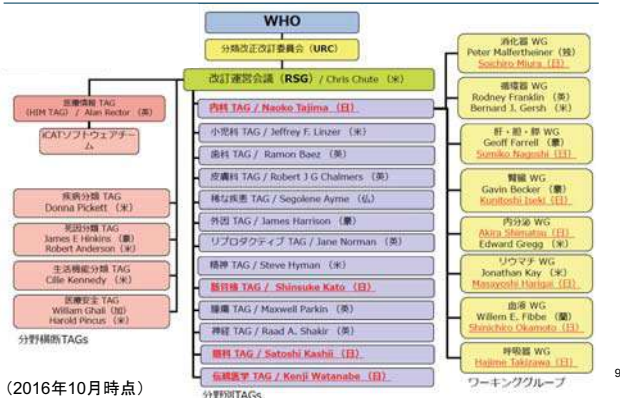 WHO
分類改正改訂委員会 (URC)
改訂運営会議 (RSG) / Chris Chute (米)
医療情報 TAG
(HIM TAG) / Alan Rector (英)
iCATソフトウェアチー
ム
疾病分類 TAG
Donna Pickett (米)
死因分類 TAG
James E Hinkins (豪)
Robert Anderson (米)
生活機能分類 TAG
Cille Kennedy (米)
医療安全 TAG
William Ghali (加)
Harold Pincus (米)
分野横断TAGs
内科 TAG / Naoko Tajima (日)
小児科 TAG / Jeffrey F. Linzer (米)
歯科 TAG / Ramon Baez (英)
皮膚科 TAG / Robert J G Chalmers (英)
稀な疾患 TAG / Segolene Ayme (仏)
外因 TAG / James Harrison (豪)
リプロダクティブ TAG / Jane Norman (英)
精神 TAG / Steve Hyman (米)
筋骨格 TAG / Shinsuke Kato (日)
腫瘍 TAG / Maxwell Parkin (英)
神経 TAG / Raad A. Shakir (英)
眼科 TAG / Satoshi Kashii (日)
伝統医学 TAG / Kenji Watanabe (日)
分野別TAGs
消化器 WG
Peter Malfertheiner (独)
Soichiro Miura (日)
循環器 WG
Rodney Franklin (英)
Bernard J. Gersh (米)
肝・胆・膵 WG
Geoff Farrell (豪)
Sumiko Nagoshi (日)
腎臓 WG
Gavin Becker (豪)
Kunitoshi Iseki (日)
内分泌 WG
Akira Shimatsu (日)
Edward Gregg (米)
リウマチ WG
Jonathan Kay (米)
Masayoshi Harigai (日)
血液 WG
Willem E. Fibbe (蘭)
Shinichiro Okamoto (日)
呼吸器 WG
Hajime Takizawa (日)
ワーキンググループ
(2016年10月時点)
9